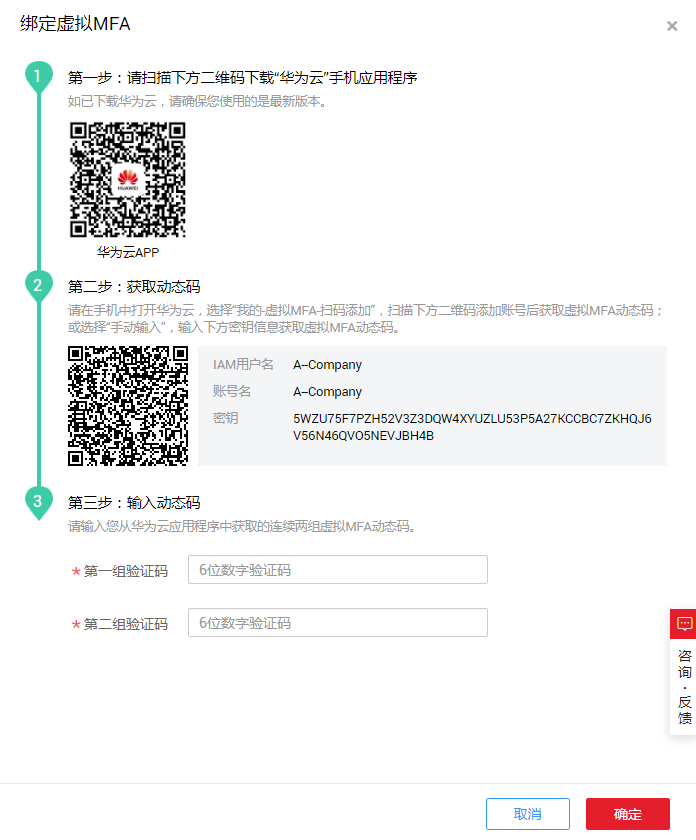 绑定虚拟MFA
1
第一步：请扫描下方二维码下载“华为云”手机应用程序
如已下载华为云，请确保您使用的是最新版本。
HUAWEI
华为云APP
2
第二步：获取动态码
请在手机中打开华为云，选择“我的-虚拟MFA-扫码添加”，扫描下方二维码添加账号后获取虚拟MFA动态码；
或选择“手动输入”，输入下方密钥信息获取虚拟MFA动态码。
IAM用户名 A--Company
账号名 A--Company
密钥 5WZU75F7PZH52V3Z3DQW4XYUZLU53P5A27KCCBC7ZKHQJ6
V56N46QVO5NEVJBH4B
3
第三步：输入动态码
请输入您从华为云应用程序中获取的连续两组虚拟MFA动态码。
* 第一组验证码 6位数字验证码
* 第二组验证码 6位数字验证码
咨
询
·
反
馈
取消 确定